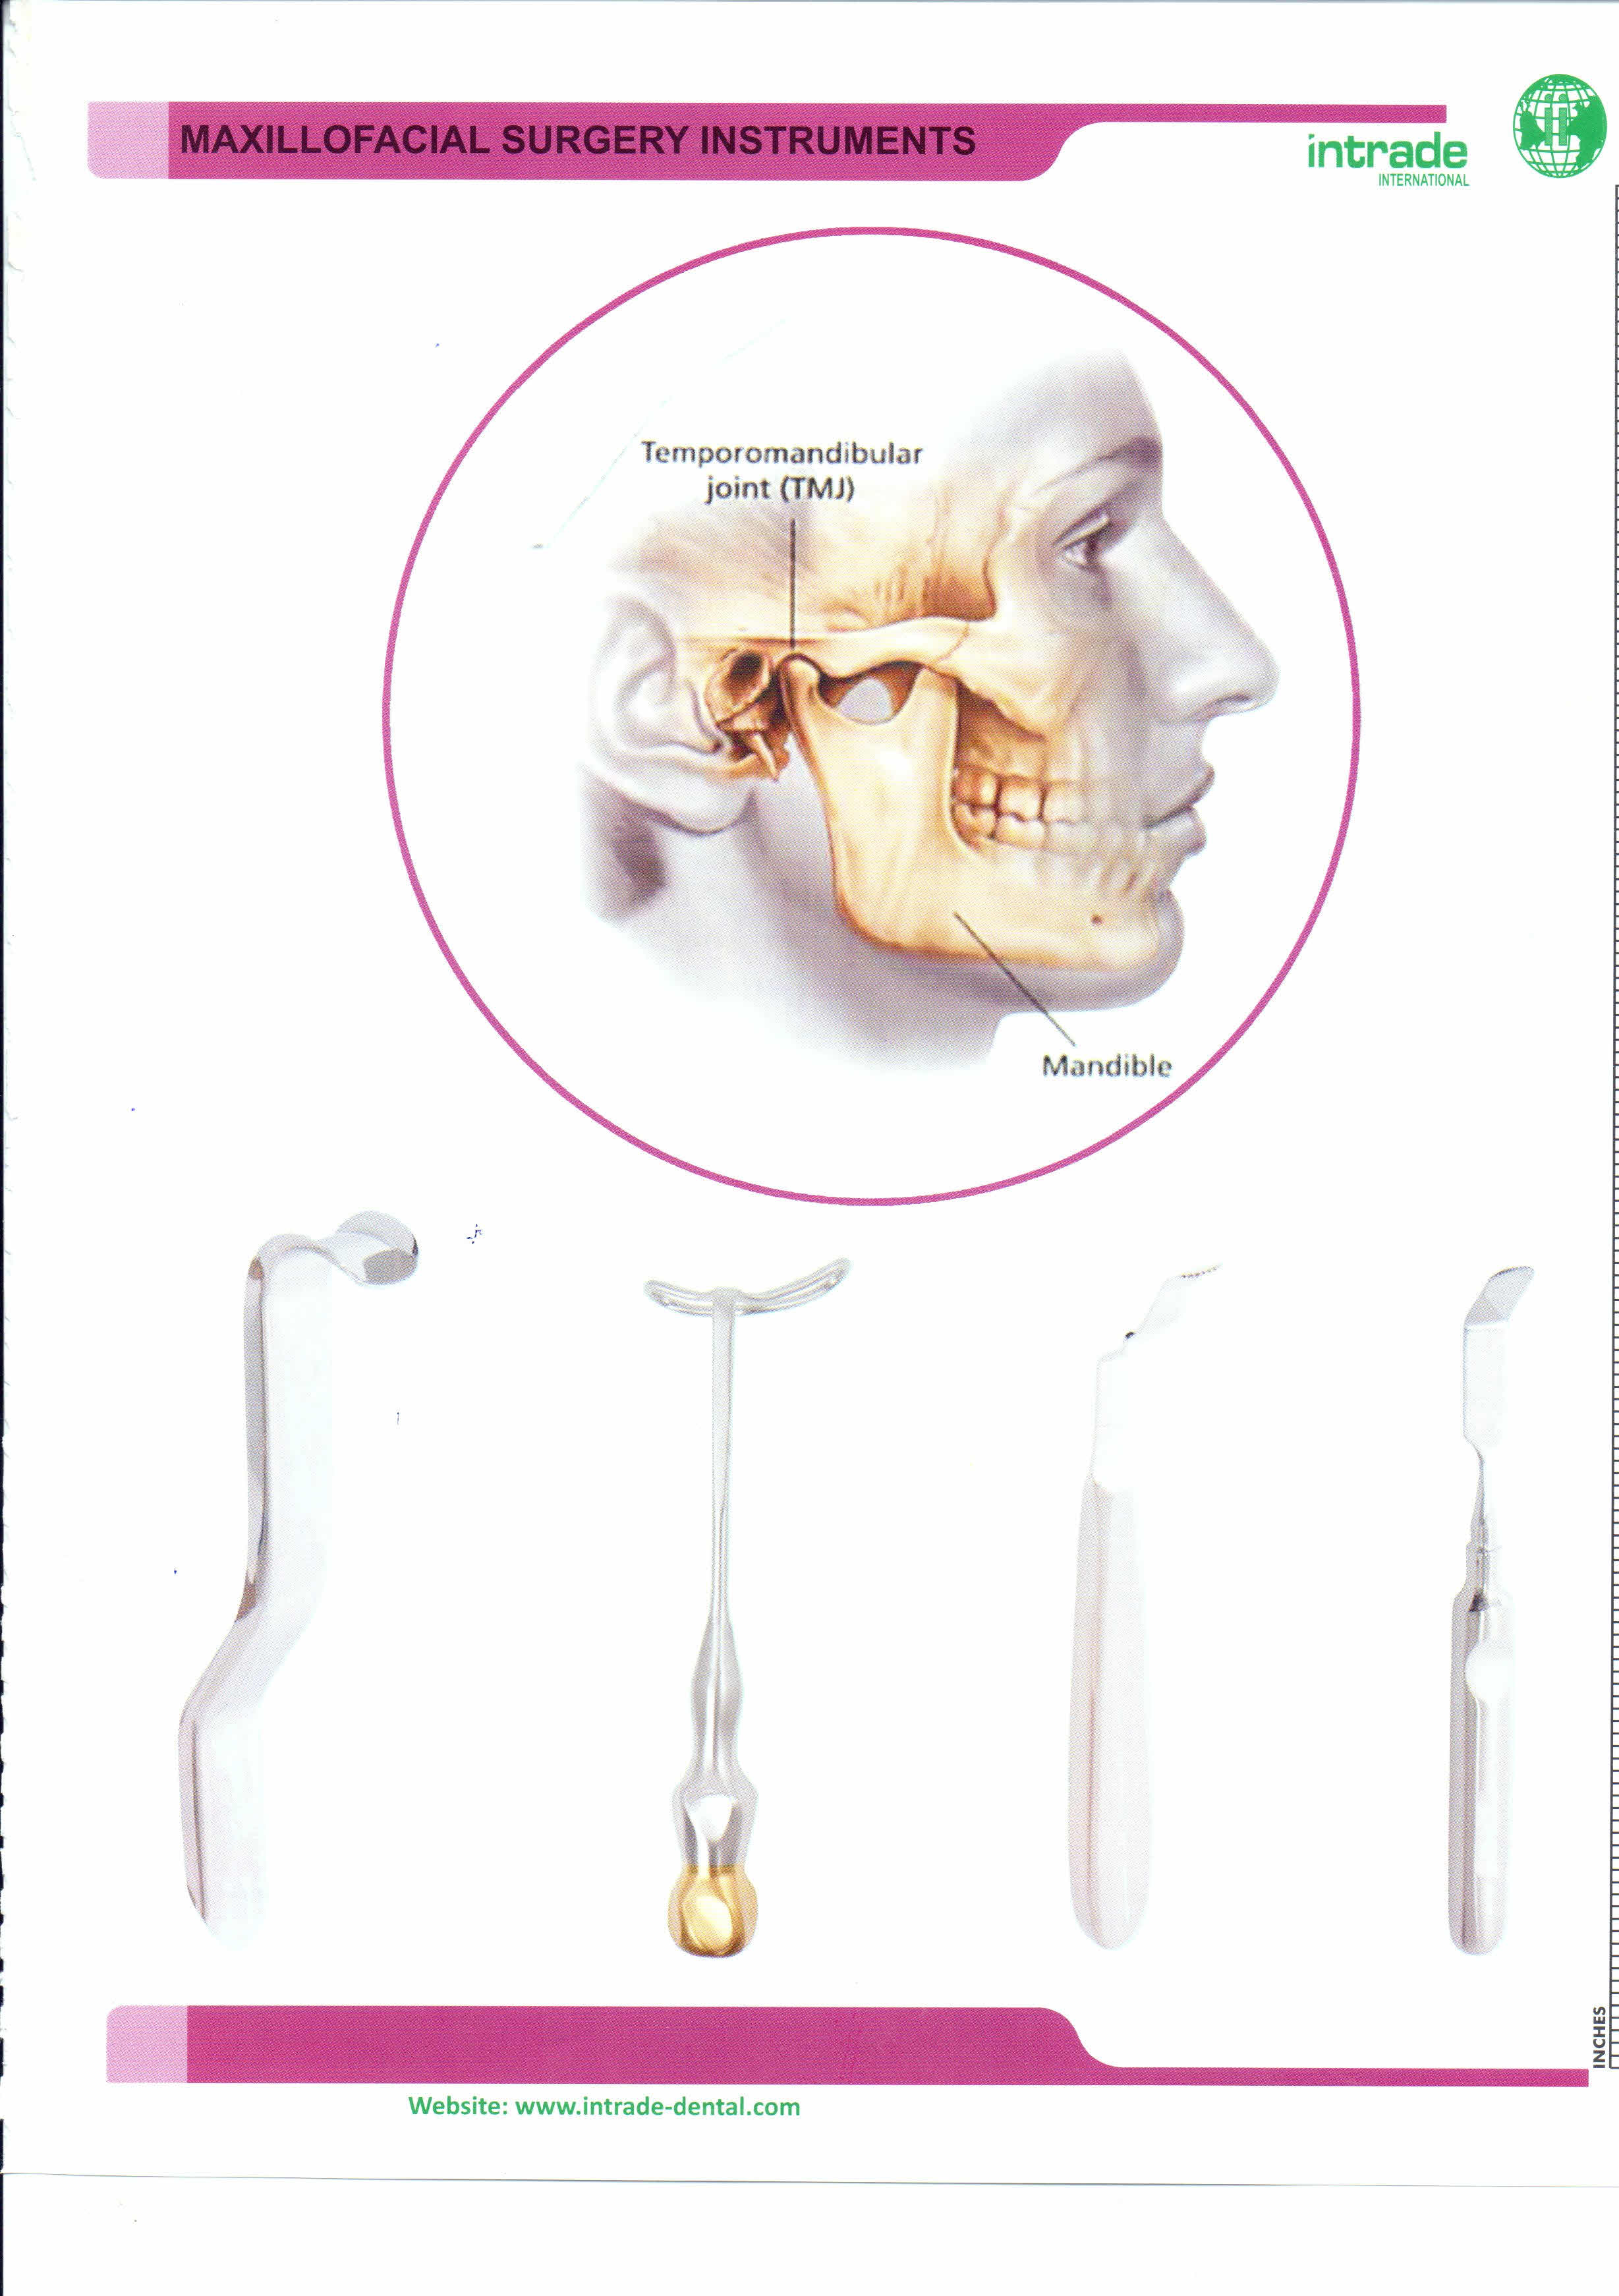 MAXILLOFACIAL SURGERY INSTRUMENTS
intrade
INTERNATIONAL
Temporomandibular
joint (TMJ)
Mandible
INCHES
Website: www.intrade-dental.com